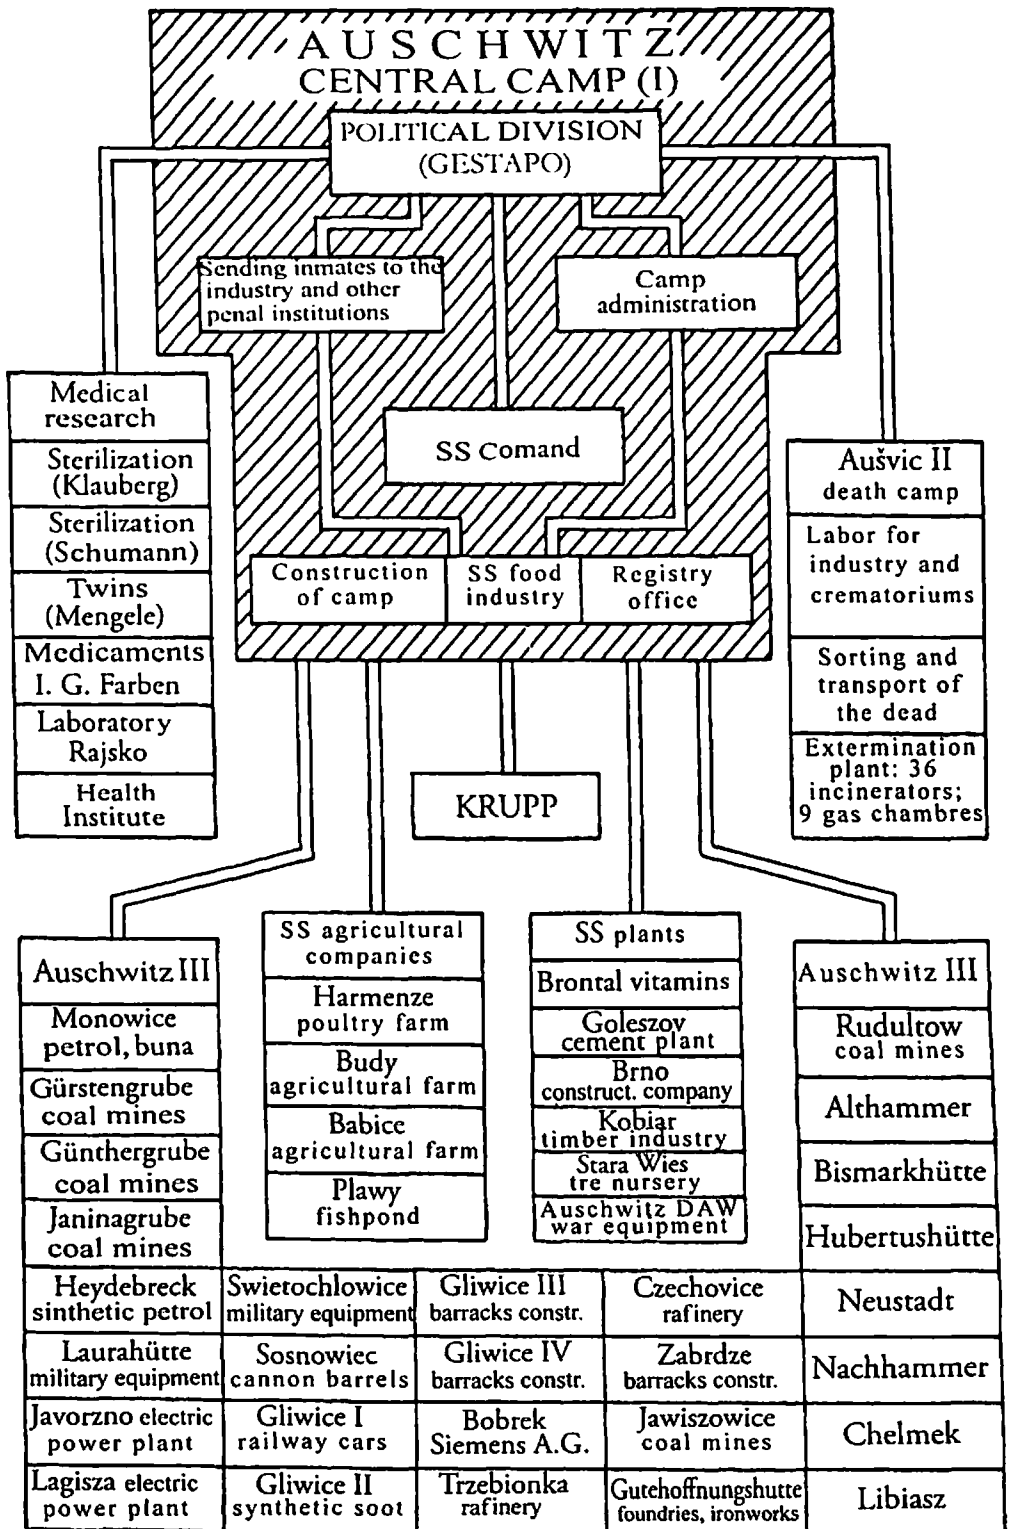 AUSCHWITZ
CENTRAL CAMP (I)
POLITICAL DIVISION
(GESTAPO)
Sending inmates to the
industry and other
penal institutions
Camp
administration
SS Comand
Construction
of camp
SS food
industry
Registry
office
Medical
research
Sterilization
(Klauberg)
Sterilization
(Schumann)
Twins
(Mengele)
Medicaments
I. G. Farben
Laboratory
Rajsko
Health
Institute
Aušvic II
death camp
Labor for
industry and
crematoriums
Sorting and
transport of
the dead
Extermination
plant: 36
incinerators;
9 gas chambres
KRUPP
Auschwitz III
Monowice
petrol, buna
Gürstengrube
coal mines
Günthergrube
coal mines
Janinagrube
coal mines
Heydebreck
sinthetic petrol
Laurahütte
military equipment
Javorzno electric
power plant
Lagisza electric
power plant
SS agricultural
companies
Harmenze
poultry farm
Budy
agricultural farm
Babice
agricultural farm
Plawy
fishpond
SS plants
Brontal vitamins
Goleszov
cement plant
Brno
construct. company
Kobiar
timber industry
Stara Wies
tre nursery
Auschwitz DAW
war equipment
Swietochlowice
military equipment
Sosnowiec
cannon barrels
Gliwice I
railway cars
Gliwice II
synthetic soot
Gliwice III
barracks constr.
Gliwice IV
barracks constr.
Bobrek
Siemens A.G.
Trzebionka
rafinery
Czechovice
rafinery
Zabrdze
barracks constr.
Jawiszowice
coal mines
Gutehoffnungshutte
foundries, ironworks
Auschwitz III
Rudultow
coal mines
Althammer
Bismarkhütte
Hubertushütte
Neustadt
Nachhammer
Chelmek
Libiasz